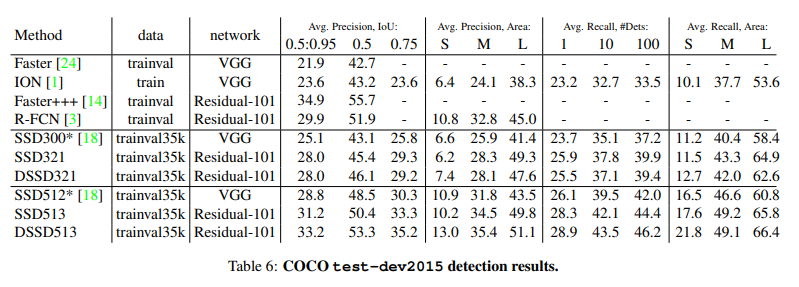 Method data network Avg. Precision, IoU: Avg. Precision, Area: Avg. Recall, #Dets: Avg. Recall, Area:
0.5:0.95 0.5 0.75 S M L 1 10 100 S M L
Faster [24] trainval VGG 21.9 42.7 - - - - - - - - - -
ION [1] train VGG 23.6 43.2 23.6 6.4 24.1 38.3 23.2 32.7 33.5 10.1 37.7 53.6
Faster+++ [14] trainval Residual-101 34.9 55.7 - - - - - - - - - -
R-FCN [3] trainval Residual-101 29.9 51.9 - 10.8 32.8 45.0 - - - - - -
SSD300* [18] trainval35k VGG 25.1 43.1 25.8 6.6 25.9 41.4 23.7 35.1 37.2 11.2 40.4 58.4
SSD321 trainval35k Residual-101 28.0 45.4 29.3 6.2 28.3 49.3 25.9 37.8 39.9 11.5 43.3 64.9
DSSD321 trainval35k Residual-101 28.0 46.1 29.2 7.4 28.1 47.6 25.5 37.1 39.4 12.7 42.0 62.6
SSD512* [18] trainval35k VGG 28.8 48.5 30.3 10.9 31.8 43.5 26.1 39.5 42.0 16.5 46.6 60.8
SSD513 trainval35k Residual-101 31.2 50.4 33.3 10.2 34.5 49.8 28.3 42.1 44.4 17.6 49.2 65.8
DSSD513 trainval35k Residual-101 33.2 53.3 35.2 13.0 35.4 51.1 28.9 43.5 46.2 21.8 49.1 66.4
Table 6: COCO test-dev2015 detection results.